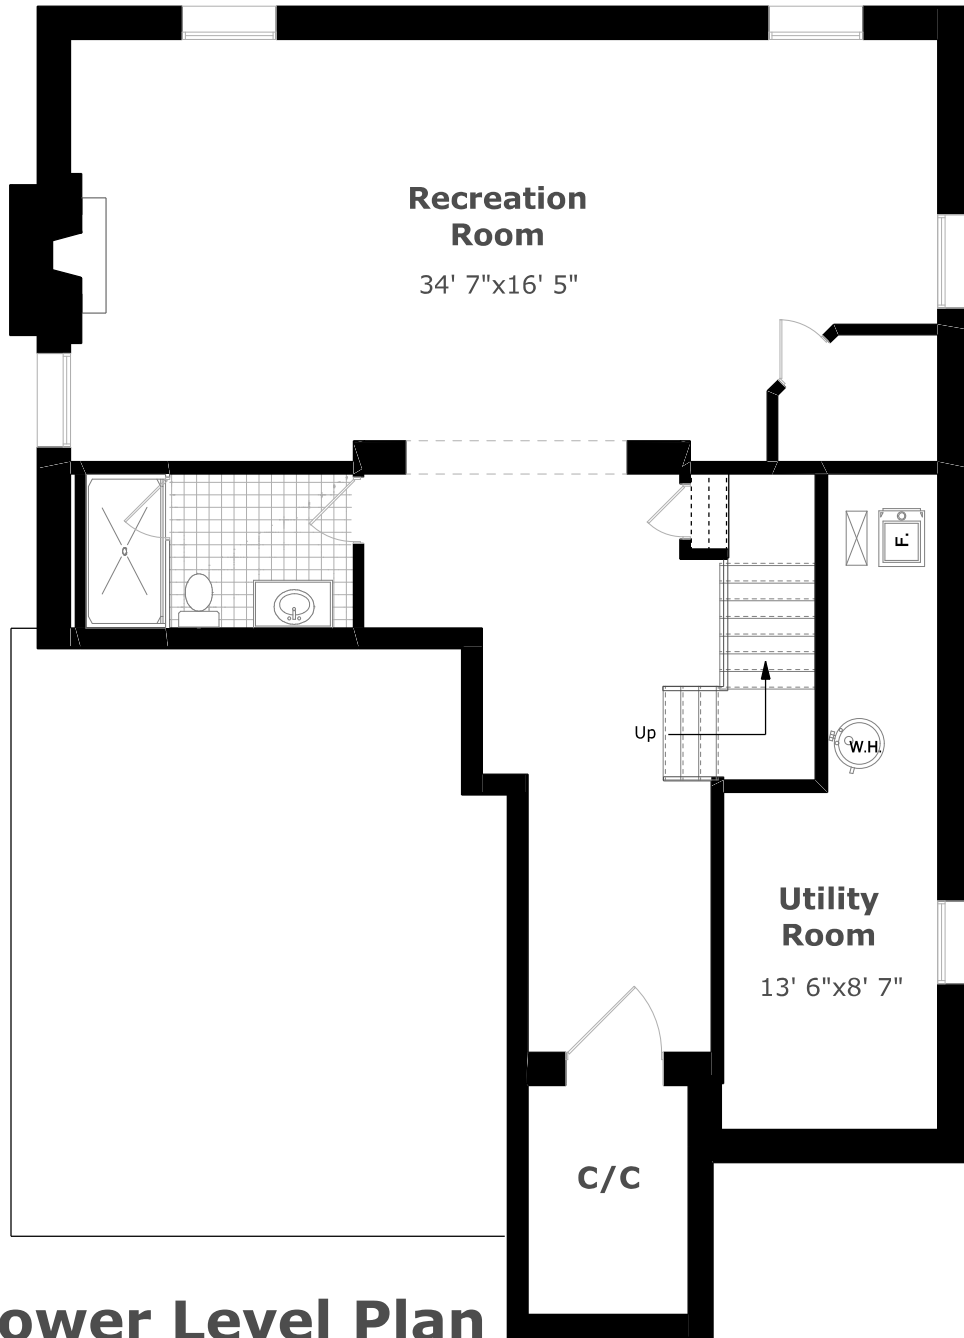 Recreation
Room
34' 7"x16' 5"
F.
Up
W.H.
Utility
Room
13' 6"x8' 7"
C/C
ower Level Plan